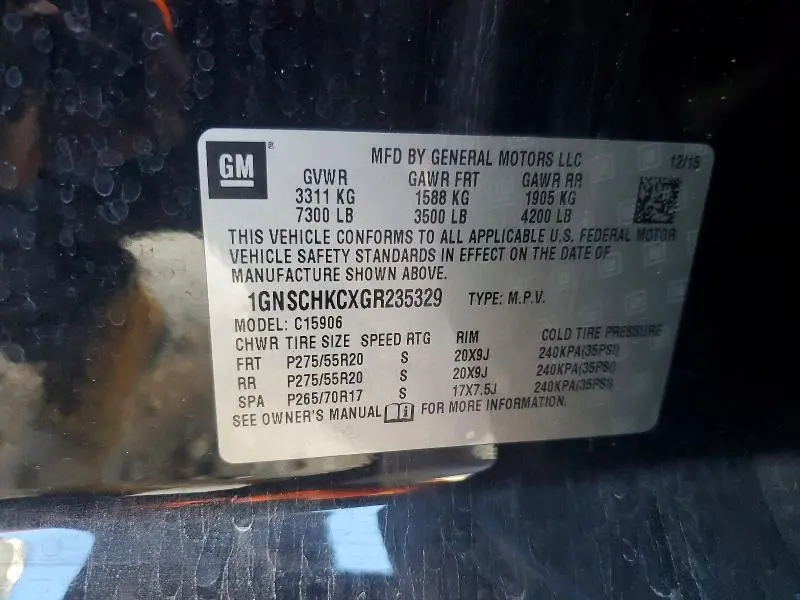 GM ® MFD BY GENERAL MOTORS LLC 12/15
GVWR GAWR FRT GAWR RR
3311 KG 1588 KG 1905 KG
7300 LB 3500 LB 4200 LB
THIS VEHICLE CONFORMS TO ALL APPLICABLE U.S. FEDERAL MOTOR
VEHICLE SAFETY STANDARDS IN EFFECT ON THE DATE OF
MANUFACTURE SHOWN ABOVE.
1GNSCHKCXGR235329 TYPE: M.P.V.
MODEL: C15906
CHWR TIRE SIZE SPEED RTG RIM COLD TIRE PRESSURE
FRT P275/55R20 S 20X9J 240KPA(35PSI)
RR P275/55R20 S 20X9J 240KPA(35PSI)
SPA P265/70R17 S 17X7.5J 240KPA(35PSI)
SEE OWNER'S MANUAL FOR MORE INFORMATION.